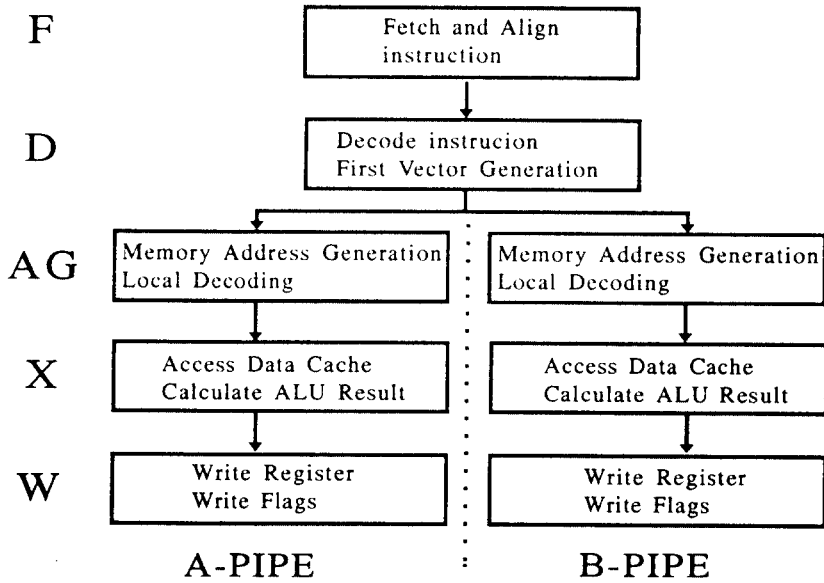 F
Fetch and Align
instruction
D
Decode instrucion
First Vector Generation
AG
Memory Address Generation
Local Decoding
Memory Address Generation
Local Decoding
X
Access Data Cache
Calculate ALU Result
Access Data Cache
Calculate ALU Result
W
Write Register
Write Flags
Write Register
Write Flags
A-PIPE
B-PIPE